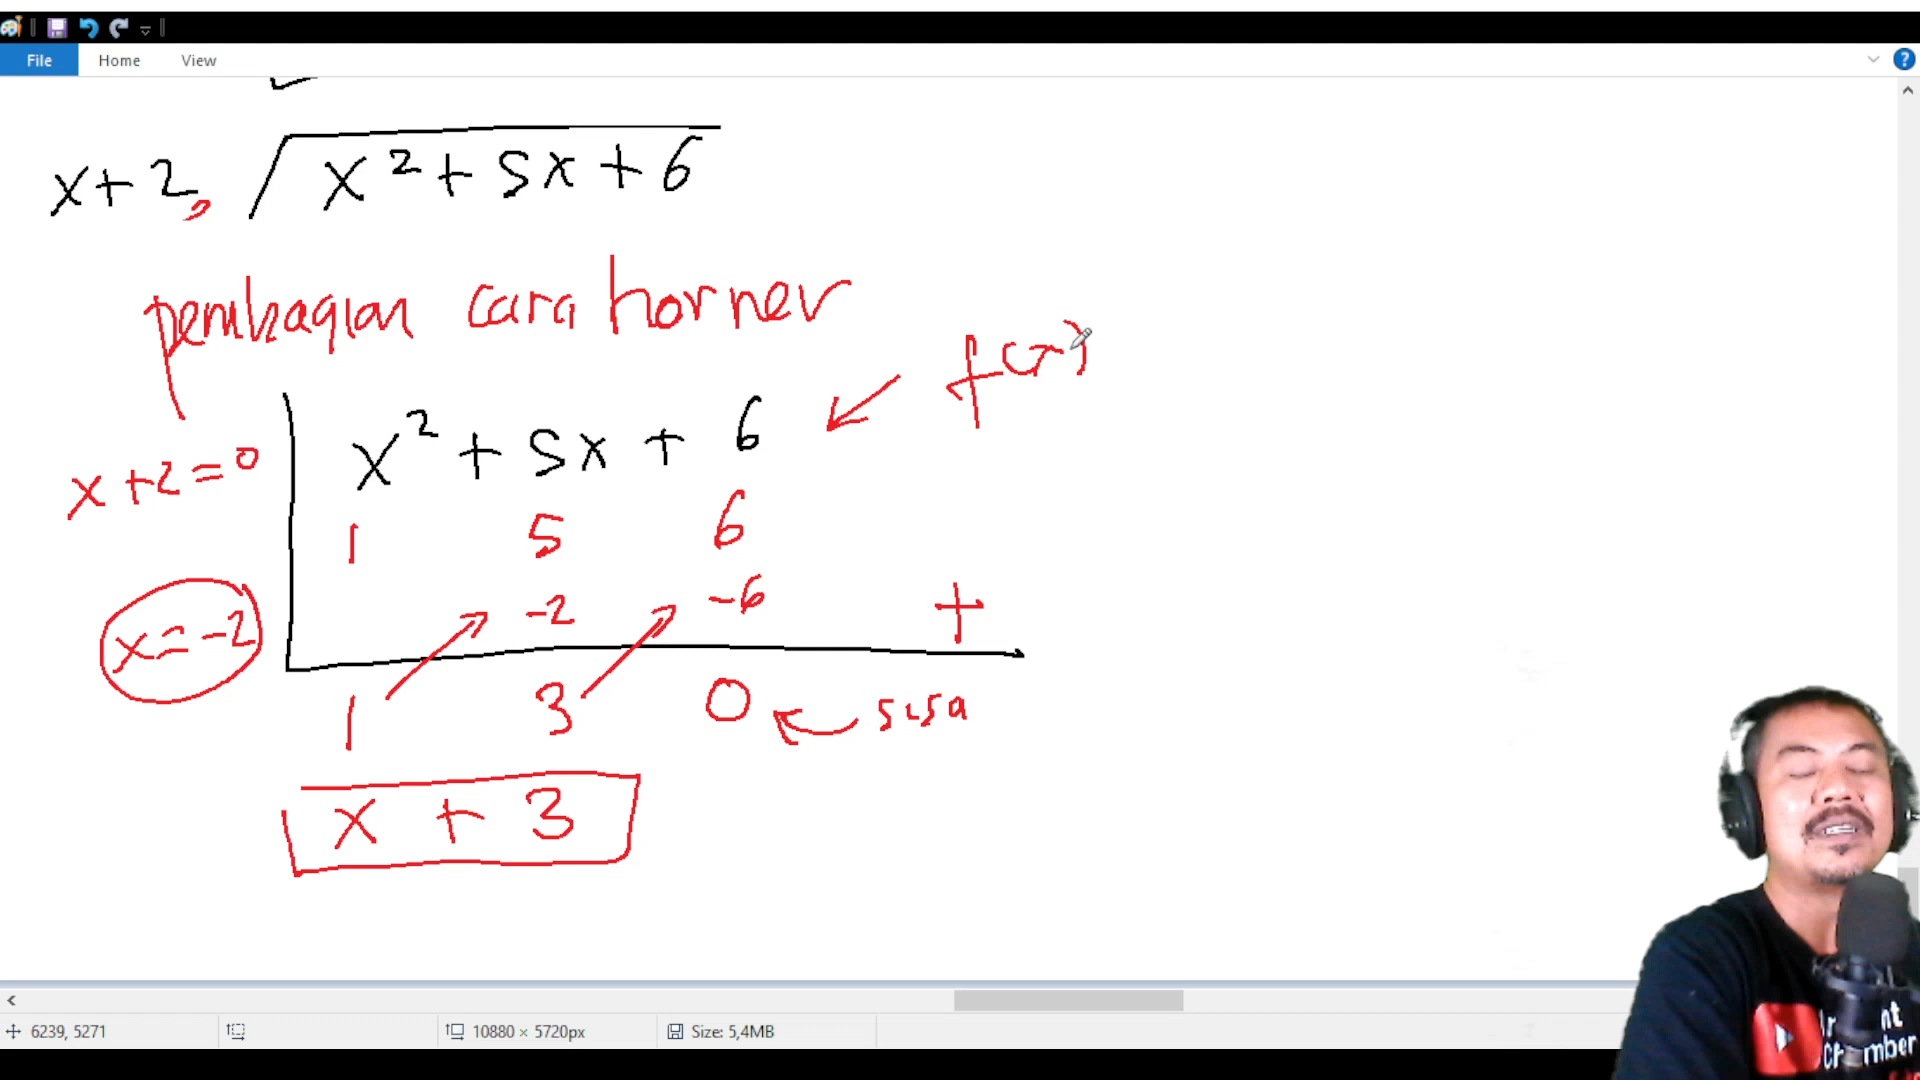 File Home View
x+2, x²+5x+6
pembagian cara horner
f(x)
x²+5x+6
x+2=0
1 5 6
-2 -6 +
x=-2
1 3 0 sisa
x + 3
6239, 5271 10880 × 5720px Size: 5,4MB